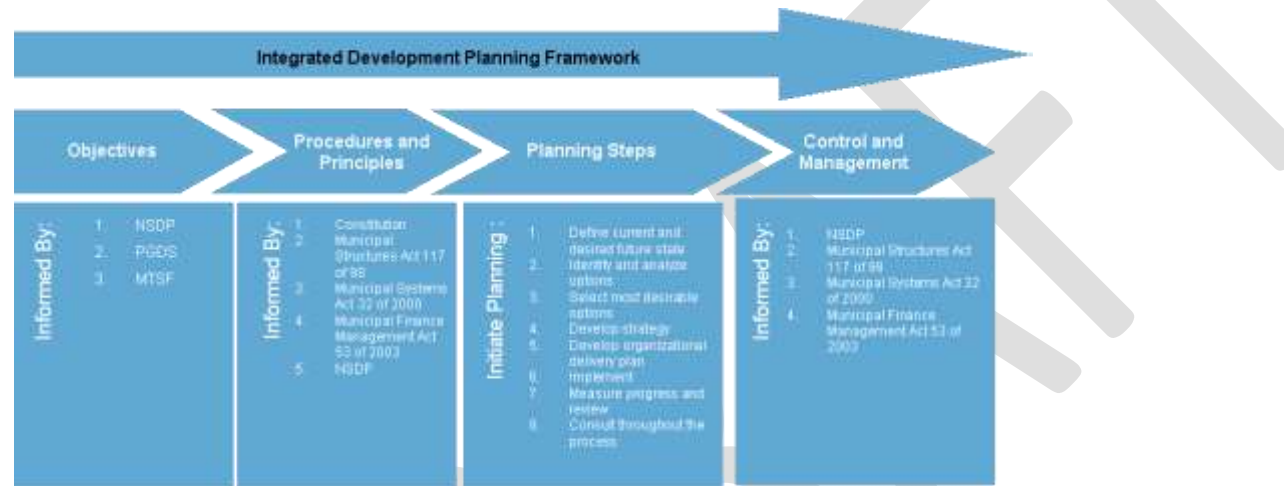 Integrated Development Planning Framework
Objectives
Procedures and
Principles
Planning Steps
Control and
Management
Informed By:
1. NSDP
2. PGDS
3. MTSF
Informed By:
1. Constitution
2. Municipal
Structures Act 117
of 98
3. Municipal Systems
Act 32 of 2000
4. Municipal Finance
Management Act
53 of 2003
5. NSDP
Initiate Planning :
1. Define current and
desired future state
2. Identify and analyze
options
3. Select most desirable
options
4. Develop strategy
5. Develop organizational
delivery plan
6. Implement
7. Measure progress and
review
8. Consult throughout the
process
Informed By:
1. NSDP
2. Municipal Structures Act
117 of 98
3. Municipal Systems Act 32
of 2000
4. Municipal Finance
Management Act 53 of
2003